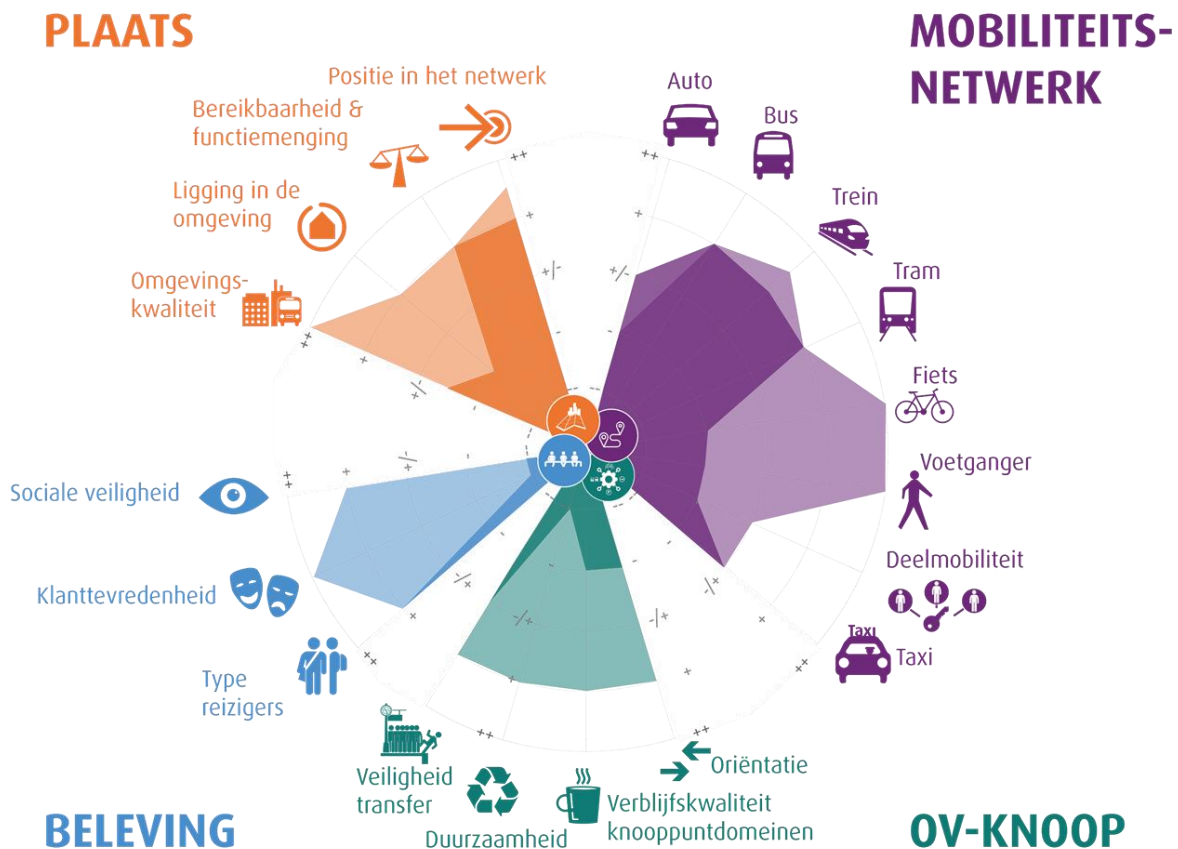 PLAATS
MOBILITEITS-
NETWERK
Positie in het netwerk
Bereikbaarheid &
functiemenging
Ligging in de
omgeving
Omgevings-
kwaliteit
Auto
Bus
Trein
Tram
Fiets
Voetganger
Deelmobiliteit
Taxi
Taxi
Sociale veiligheid
Klanttevredenheid
Type
reizigers
Veiligheid
transfer
Duurzaamheid
Verblijfskwaliteit
knooppuntdomeinen
Oriëntatie
BELEVING
OV-KNOOP
++
+
+/-
-
++
+
+/-
-
++
+
+/-
-
++
+
+/-
-
++
+
+/-
-
++
+
+/-
-
++
+
+/-
-
++
+
+/-
-